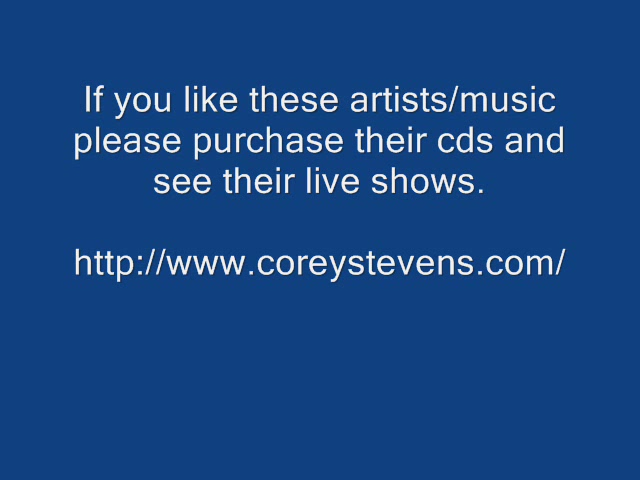 If you like these artists/music
please purchase their cds and
see their live shows.
http://www.coreystevens.com/